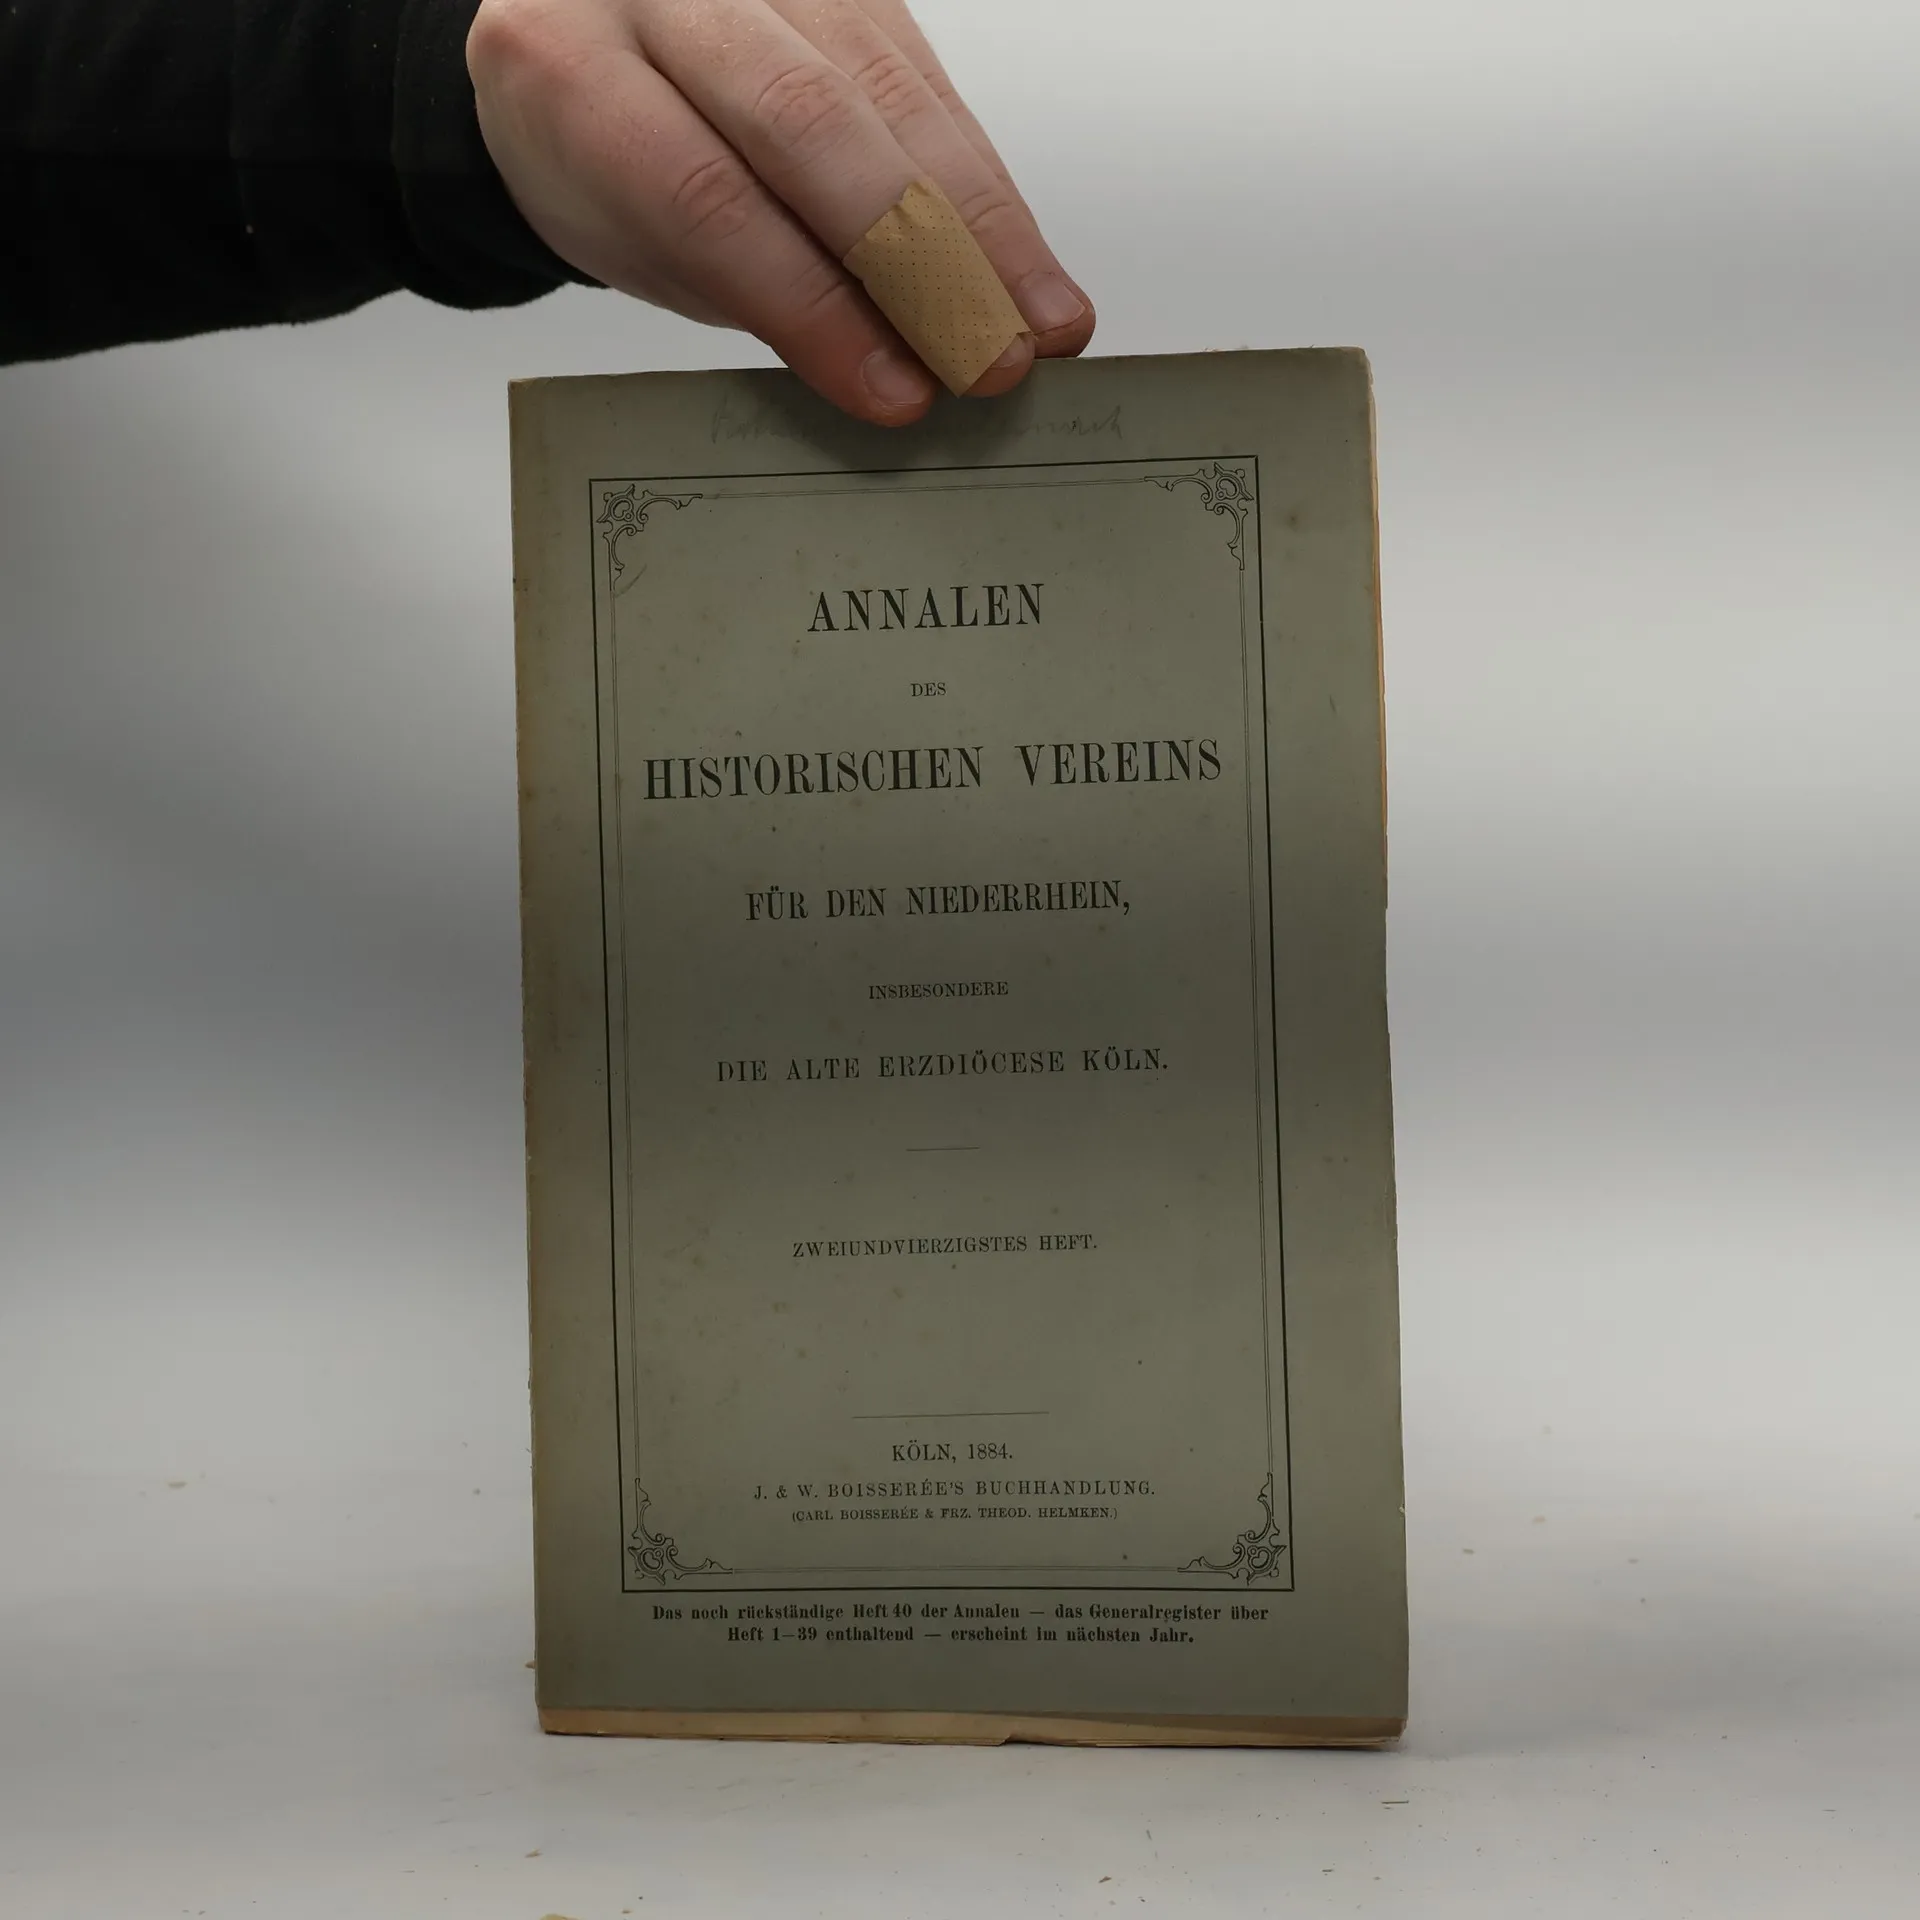 ANNALEN
DES
HISTORISCHEN VEREINS
FÜR DEN NIEDERRHEIN,
INSBESONDERE
DIE ALTE ERZDIÖCESE KÖLN.
ZWEIUNDVIERZIGSTES HEFT.
KÖLN, 1884.
J. & W. BOISSERÉE'S BUCHHANDLUNG.
(CARL BOISSERÉE & FRZ. THEOD. HELMKEN.)
Das noch rückständige Heft 40 der Annalen — das Generalregister über
Heft 1—39 enthaltend — erscheint im nächsten Jahr.